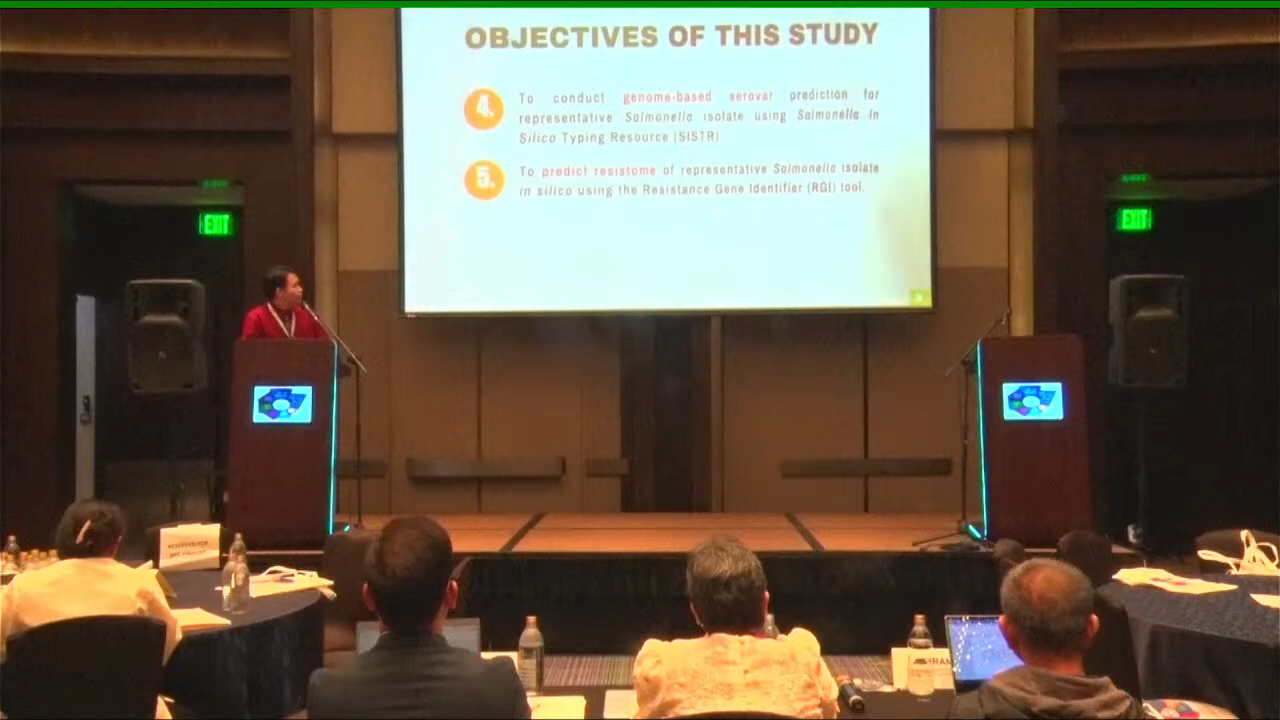 OBJECTIVES OF THIS STUDY
4. To conduct genome-based serovar prediction for
representative Salmonella isolate using Salmonella In
Silico Typing Resource (SISTR)
5. To predict resistome of representative Salmonella isolate
in silico using the Resistance Gene Identifier (RGI) tool.
EXIT
EXIT
RESERVED FOR